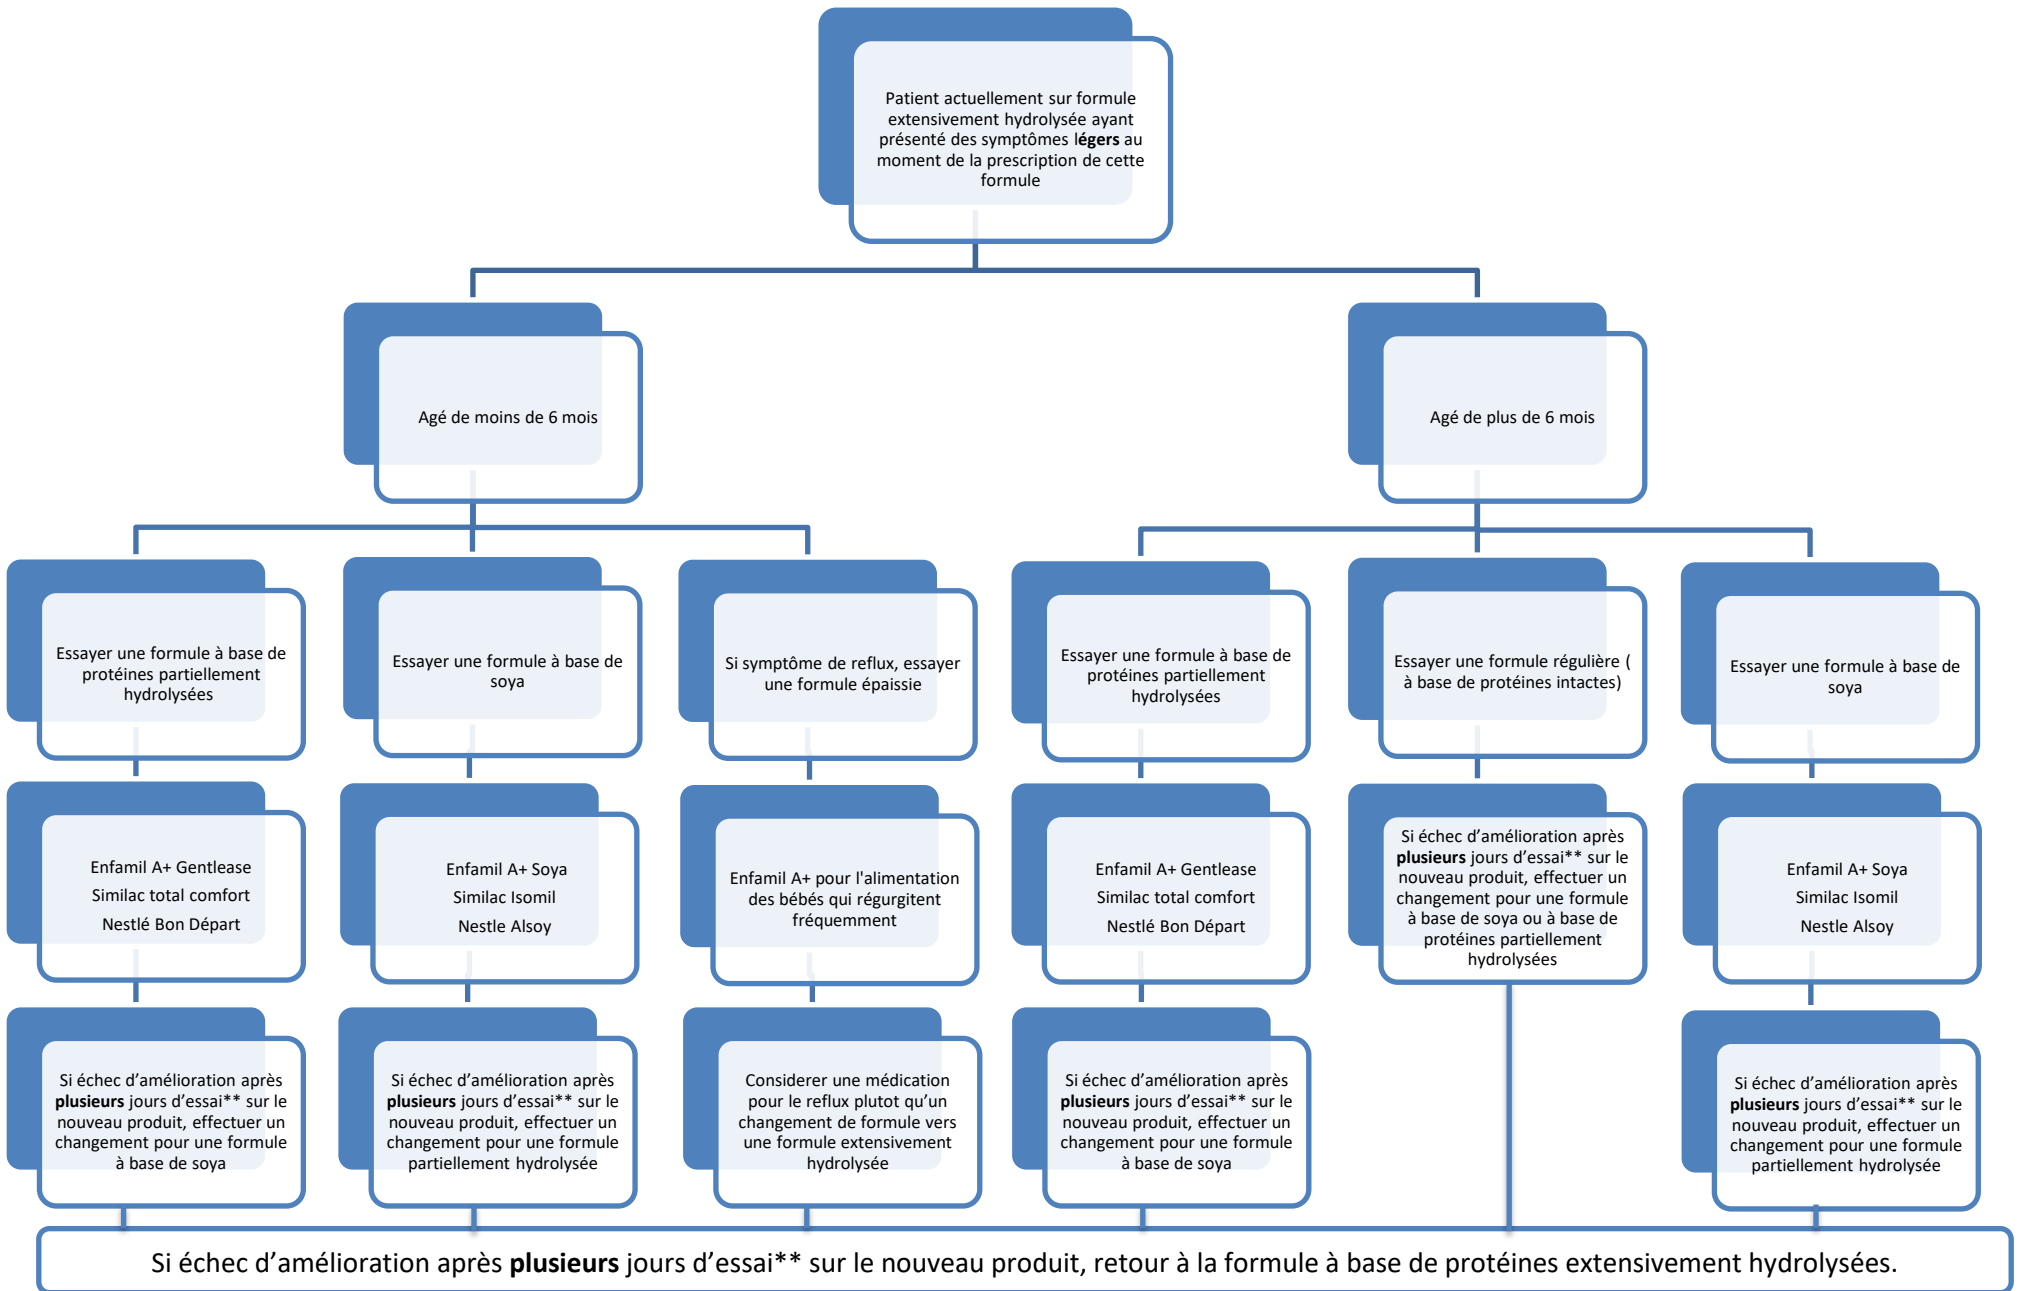 Patient actuellement sur formule
extensivement hydrolysée ayant
présenté des symptômes légers au
moment de la prescription de cette
formule
Agé de moins de 6 mois
Agé de plus de 6 mois
Essayer une formule à base de
protéines partiellement
hydrolysées
Essayer une formule à base de
soya
Si symptôme de reflux, essayer
une formule épaissie
Essayer une formule à base de
protéines partiellement
hydrolysées
Essayer une formule régulière (
à base de protéines intactes)
Essayer une formule à base de
soya
Enfamil A+ Gentlease
Similac total comfort
Nestlé Bon Départ
Enfamil A+ Soya
Similac Isomil
Nestle Alsoy
Enfamil A+ pour l'alimentation
des bébés qui régurgitent
fréquemment
Enfamil A+ Gentlease
Similac total comfort
Nestlé Bon Départ
Si échec d’amélioration après
plusieurs jours d’essai** sur le
nouveau produit, effectuer un
changement pour une formule
à base de soya ou à base de
protéines partiellement
hydrolysées
Enfamil A+ Soya
Similac Isomil
Nestle Alsoy
Si échec d’amélioration après
plusieurs jours d’essai** sur le
nouveau produit, effectuer un
changement pour une formule
à base de soya
Si échec d’amélioration après
plusieurs jours d’essai** sur le
nouveau produit, effectuer un
changement pour une formule
partiellement hydrolysée
Considerer une médication
pour le reflux plutot qu’un
changement de formule vers
une formule extensivement
hydrolysée
Si échec d’amélioration après
plusieurs jours d’essai** sur le
nouveau produit, effectuer un
changement pour une formule
à base de soya
Si échec d’amélioration après
plusieurs jours d’essai** sur le
nouveau produit, effectuer un
changement pour une formule
partiellement hydrolysée
Si échec d’amélioration après plusieurs jours d’essai** sur le nouveau produit, retour à la formule à base de protéines extensivement hydrolysées.